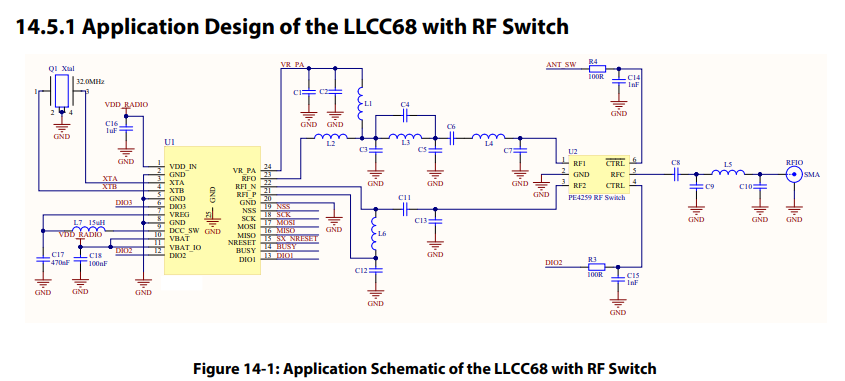 14.5.1 Application Design of the LLCC68 with RF Switch
VR_PA
ANT_SW
R4
100R
C14
1nF
GND
Q1 Xtal
32.0MHz
1
3
2
4
GND
VDD_RADIO
C16
1uF
GND
C1
C2
GND
GND
L1
L2
C3
GND
C4
L3
C5
GND
C6
L4
C7
GND
U1
1 VDD_IN
2 GND
3 XTA
4 XTB
5 GND
6 DIO3
7 VREG
8 GND
9 DCC_SW
10 VBAT
11 VBAT_IO
12 DIO2
GND
25
GND
VR_PA 24
RFO 23
RFI_N 22
RFI_P 21
GND 20
NSS 19 NSS
SCK 18 SCK
MOSI 17 MOSI
MISO 16 MISO
NRESET 15 SX_NRESET
BUSY 14 BUSY
DIO1 13 DIO1
XTA
XTB
DIO3
L7 15uH
VDD_RADIO
DIO2
C17
470nF
C18
100nF
GND
GND
GND
GND
C11
C13
GND
L6
C12
GND
U2
1 RF1
2 GND
3 RF2
CTRL 6
RFC 5
CTRL 4
PE4259 RF Switch
GND
C8
L5
C9
C10
GND
GND
GND
RFIO
SMA
DIO2
R3
100R
C15
1nF
GND
Figure 14-1: Application Schematic of the LLCC68 with RF Switch